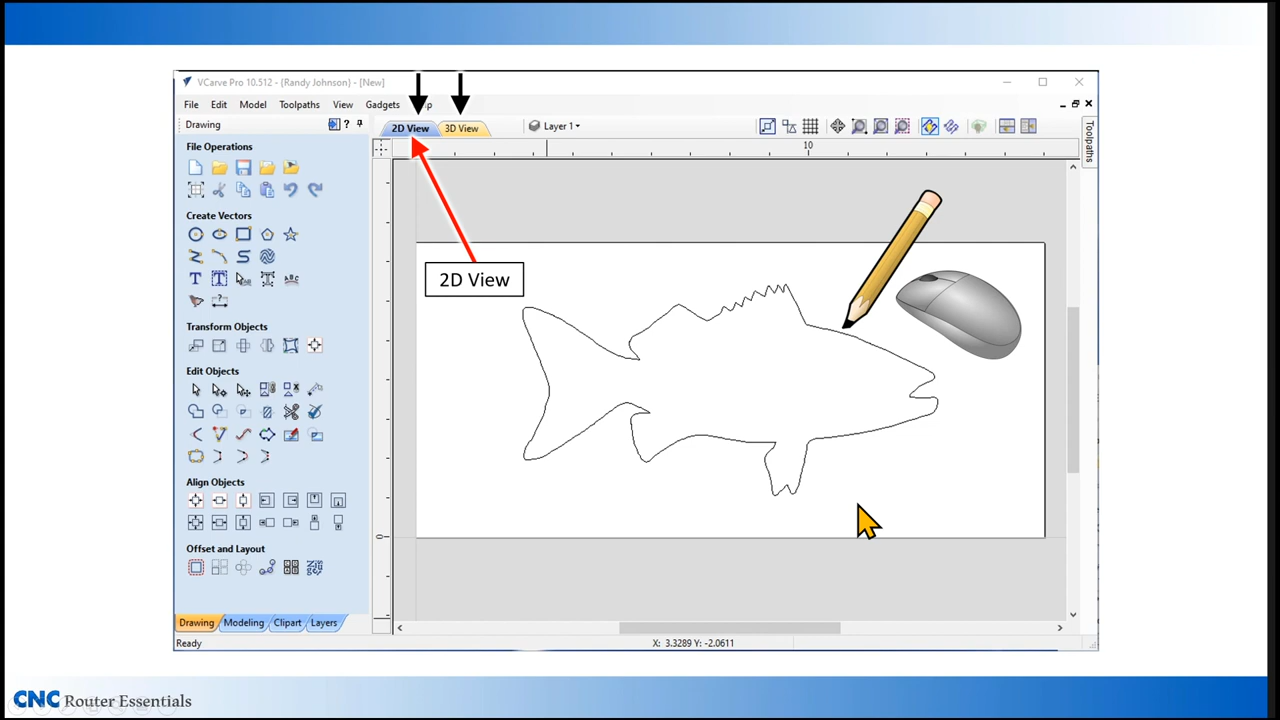 VCarve Pro 10.512 - {Randy Johnson} - [New]
File Edit Model Toolpaths View Gadgets
Drawing
2D View 3D View Layer 1
10
Toolpaths
File Operations
Create Vectors
2D View
Transform Objects
Edit Objects
Align Objects
Offset and Layout
0
Drawing Modeling Clipart Layers
Ready X: 3.3289 Y: -2.0611
CNC Router Essentials